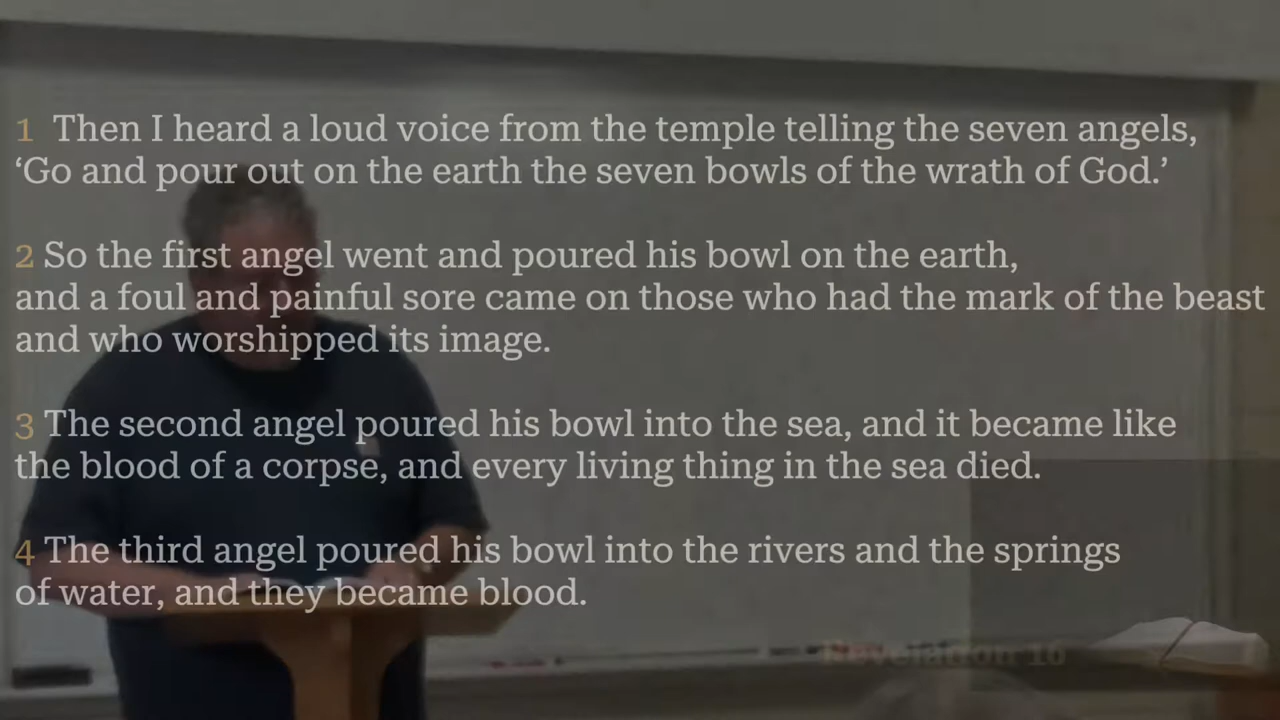 1 Then I heard a loud voice from the temple telling the seven angels,
‘Go and pour out on the earth the seven bowls of the wrath of God.’
2 So the first angel went and poured his bowl on the earth,
and a foul and painful sore came on those who had the mark of the beast
and who worshipped its image.
3 The second angel poured his bowl into the sea, and it became like
the blood of a corpse, and every living thing in the sea died.
4 The third angel poured his bowl into the rivers and the springs
of water, and they became blood.
Revelation 16